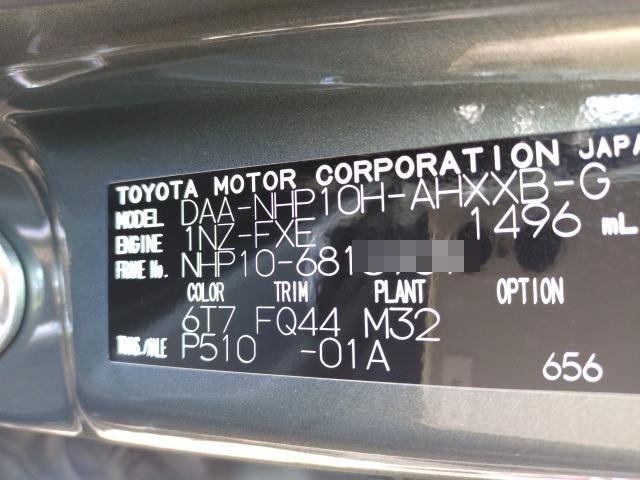 TOYOTA MOTOR CORPORATION JAPA
MODEL DAA-NHP10H-AHXXB-G
ENGINE 1NZ-FXE 1496 mL
FRAME No. NHP10-681
COLOR TRIM PLANT OPTION
6T7 FQ44 M32
TRANS./AXLE P510 -01A
656